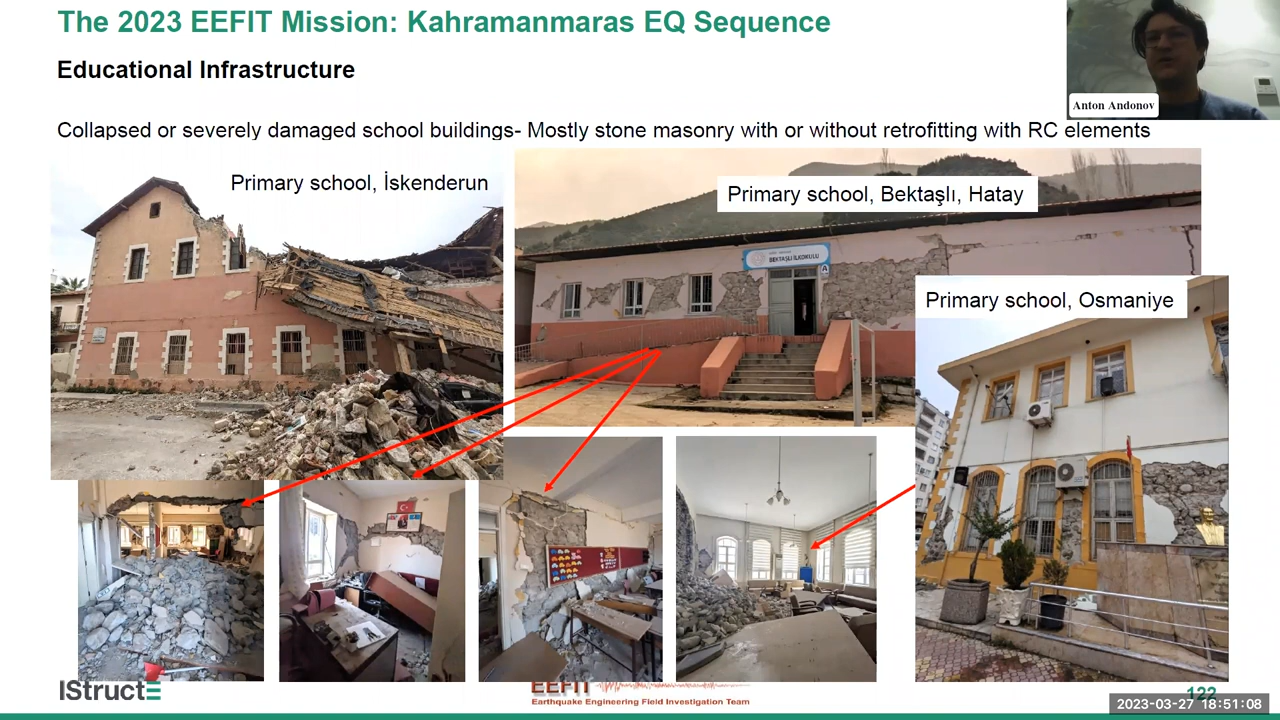 The 2023 EEFIT Mission: Kahramanmaras EQ Sequence
Educational Infrastructure
Anton Andonov
Collapsed or severely damaged school buildings- Mostly stone masonry with or without retrofitting with RC elements
Primary school, İskenderun
Primary school, Bektaşlı, Hatay
BEKTAŞLI İLKOKULU
Primary school, Osmaniye
IStructE
EEFIT
Earthquake Engineering Field Investigation Team
122
2023-03-27 18:51:08